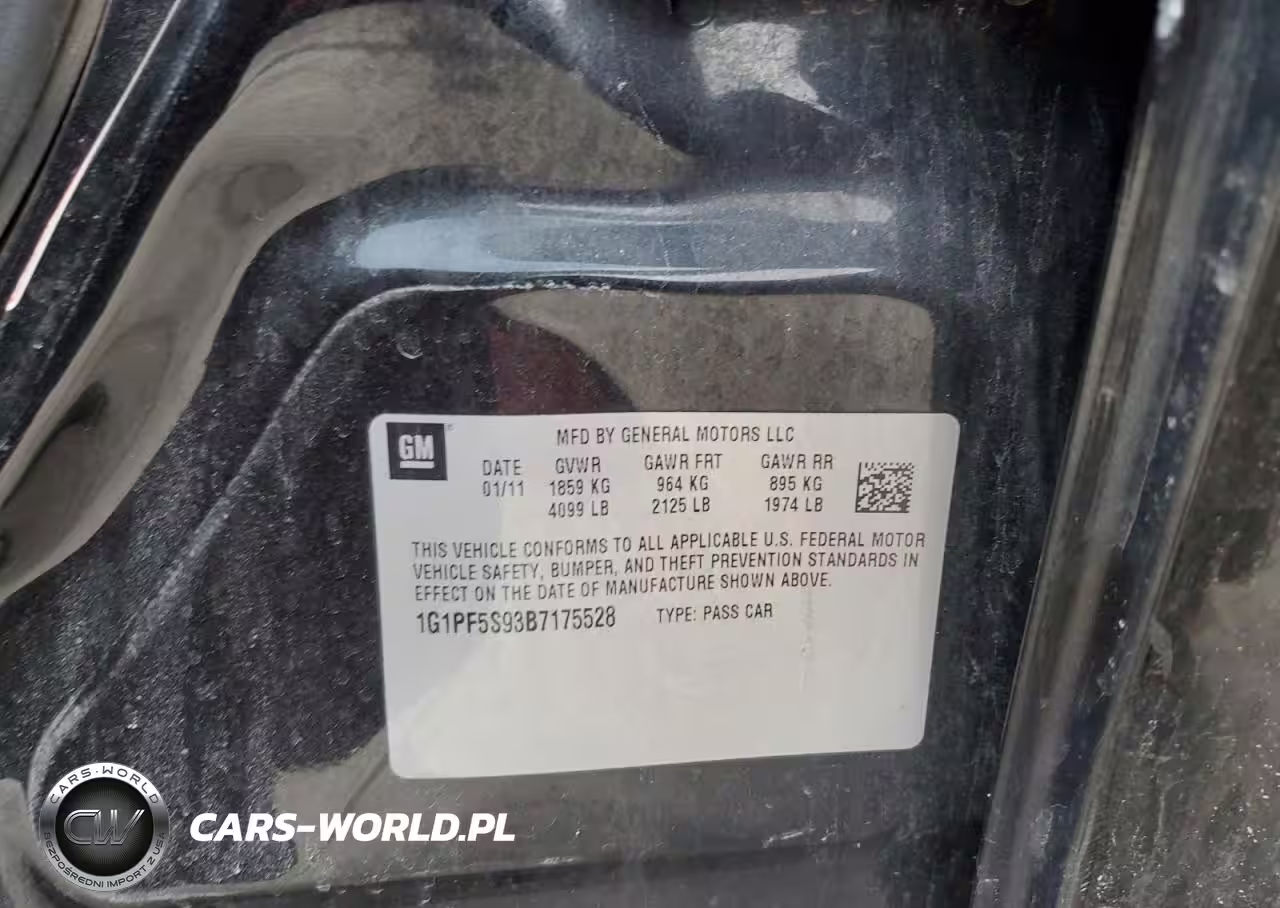 GM
MFD BY GENERAL MOTORS LLC
DATE GVWR GAWR FRT GAWR RR
01/11 1859 KG 964 KG 895 KG
4099 LB 2125 LB 1974 LB
THIS VEHICLE CONFORMS TO ALL APPLICABLE U.S. FEDERAL MOTOR
VEHICLE SAFETY, BUMPER, AND THEFT PREVENTION STANDARDS IN
EFFECT ON THE DATE OF MANUFACTURE SHOWN ABOVE.
1G1PF5S93B7175528 TYPE: PASS CAR
CARS-WORLD
CW
BEZPOŚREDNI IMPORT Z USA
CARS-WORLD.PL